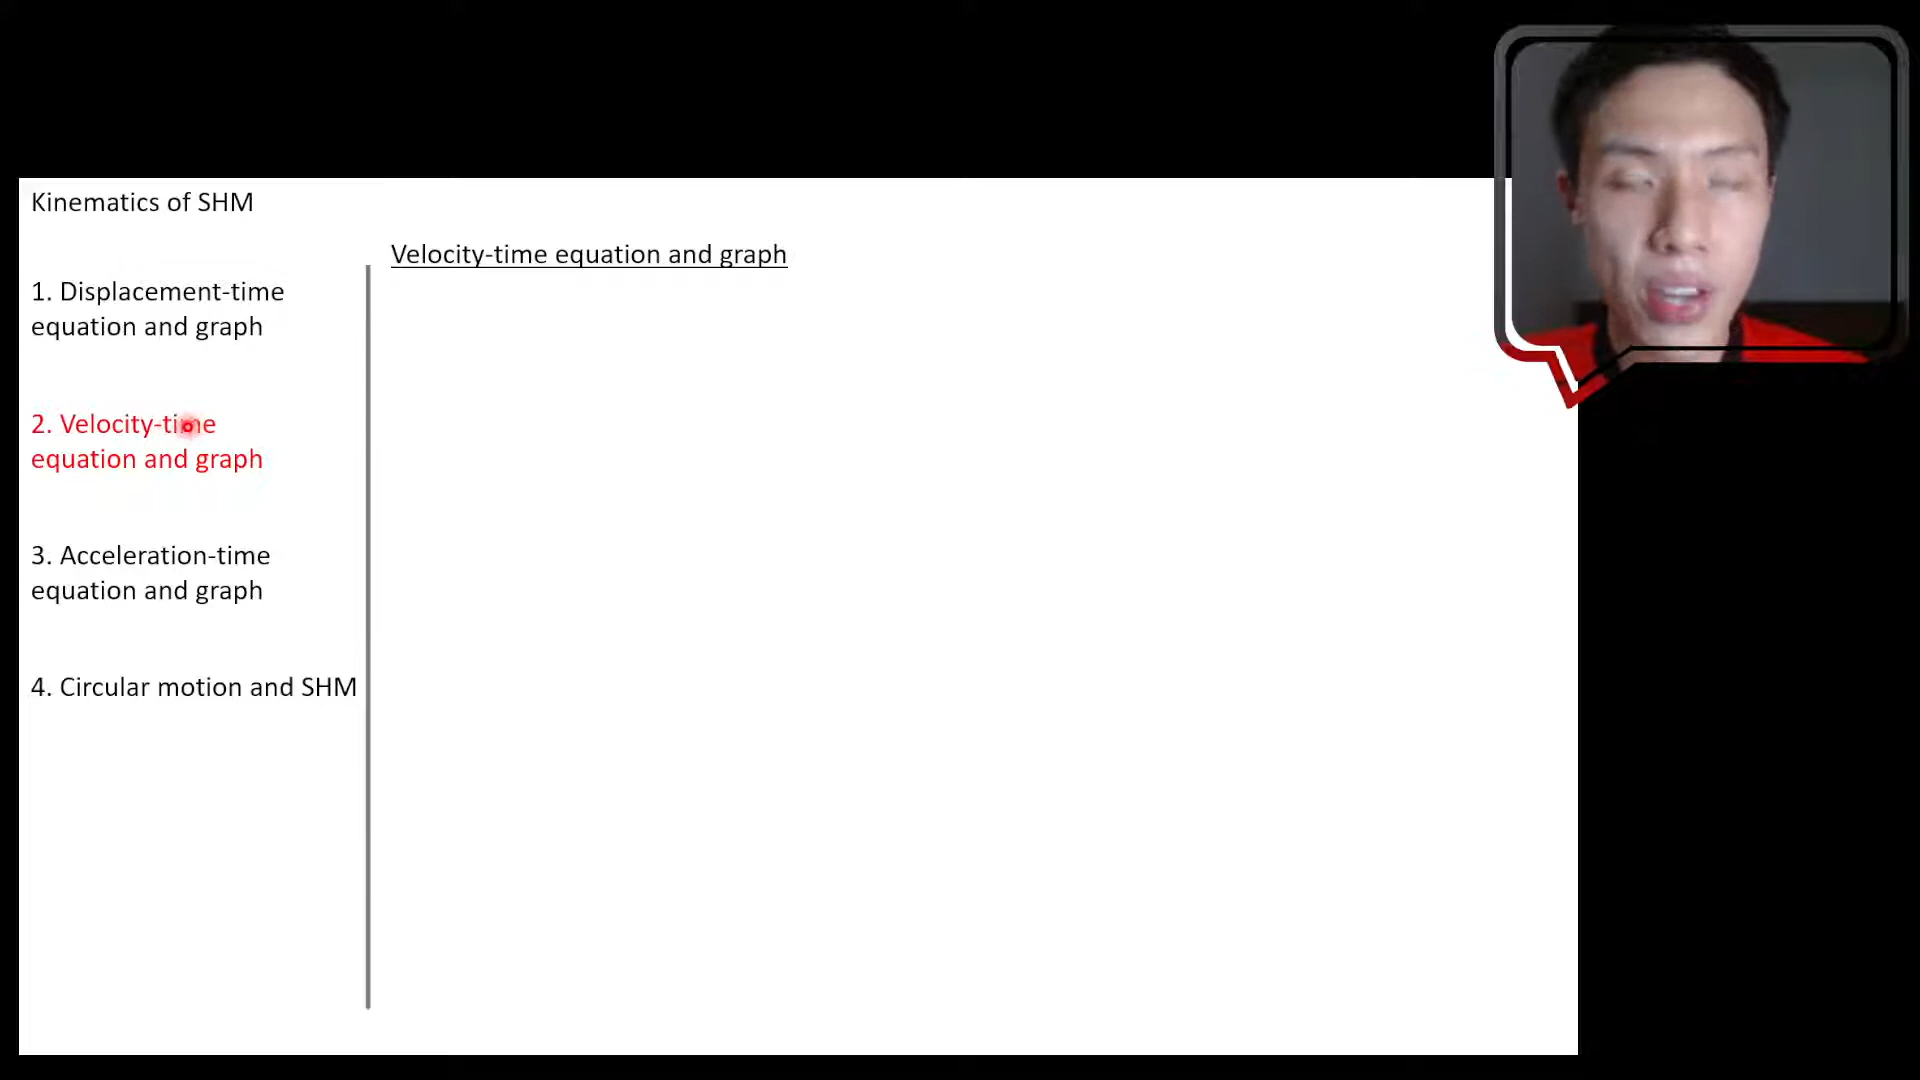 Kinematics of SHM
Velocity-time equation and graph
1. Displacement-time
equation and graph
2. Velocity-time
equation and graph
3. Acceleration-time
equation and graph
4. Circular motion and SHM